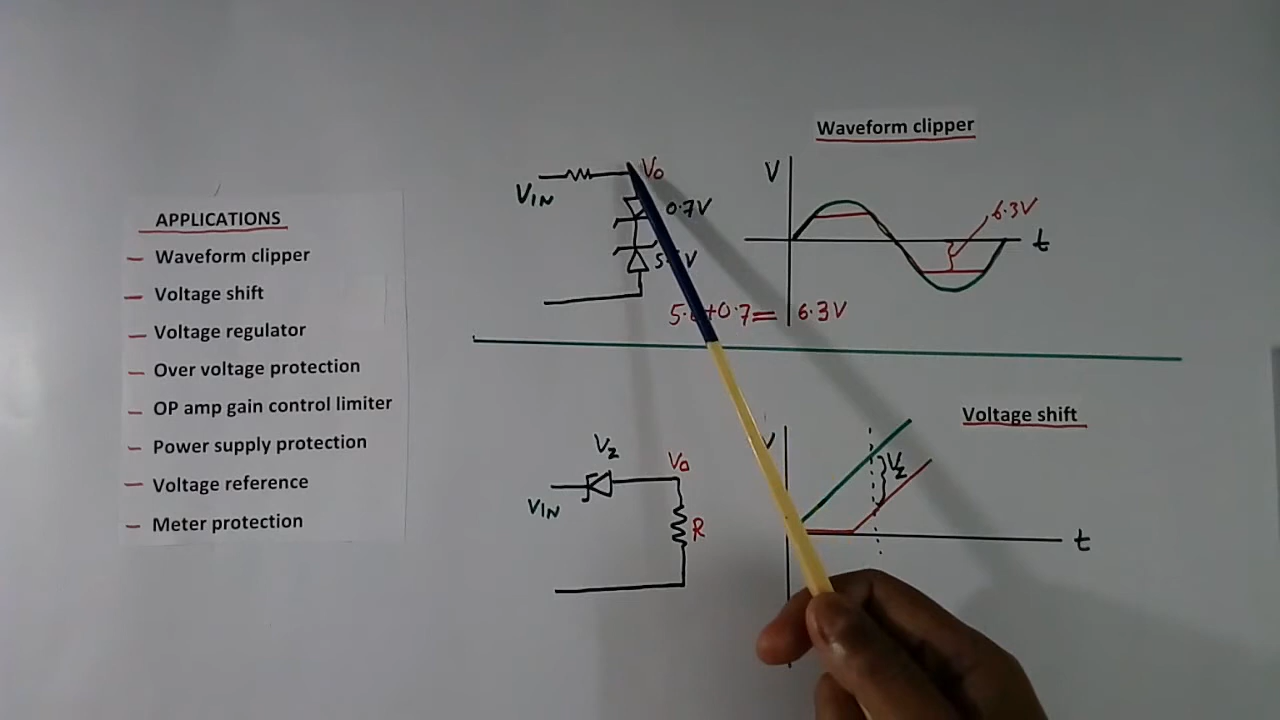 APPLICATIONS
Waveform clipper
Voltage shift
Voltage regulator
Over voltage protection
OP amp gain control limiter
Power supply protection
Voltage reference
Meter protection
Waveform clipper
VIN
Vo
0.7V
V
6.3V
t
+0.7= 6.3V
Voltage shift
VZ
VIN
Vo
R
V
VZ
t